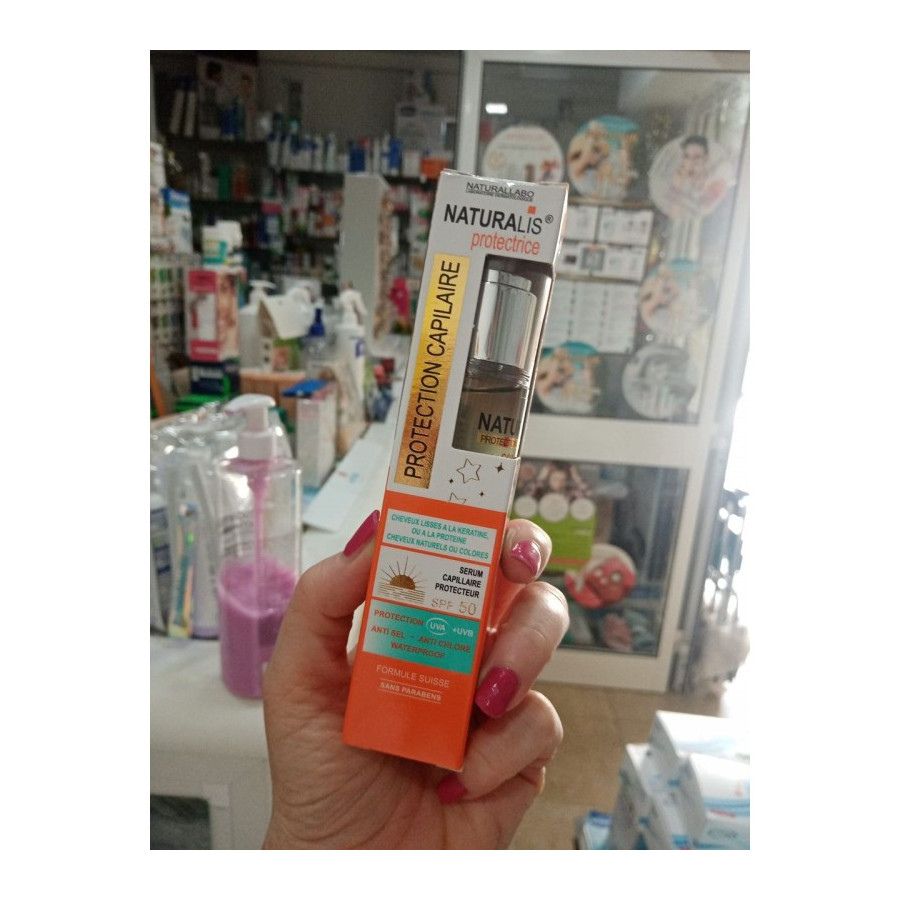 NATURALLABO
NATURALIS®
protectrice
PROTECTION CAPILAIRE
NATU
CHEVEUX LISSES A LA KERATINE,
OU A LA PROTEINE
CHEVEUX NATURELS OU COLORES
SERUM
CAPILLAIRE
PROTECTEUR
SPF 50
PROTECTION UVA +UVB
ANTI SEL - ANTI CHLORE
WATERPROOF
FORMULE SUISSE
SANS PARABENS